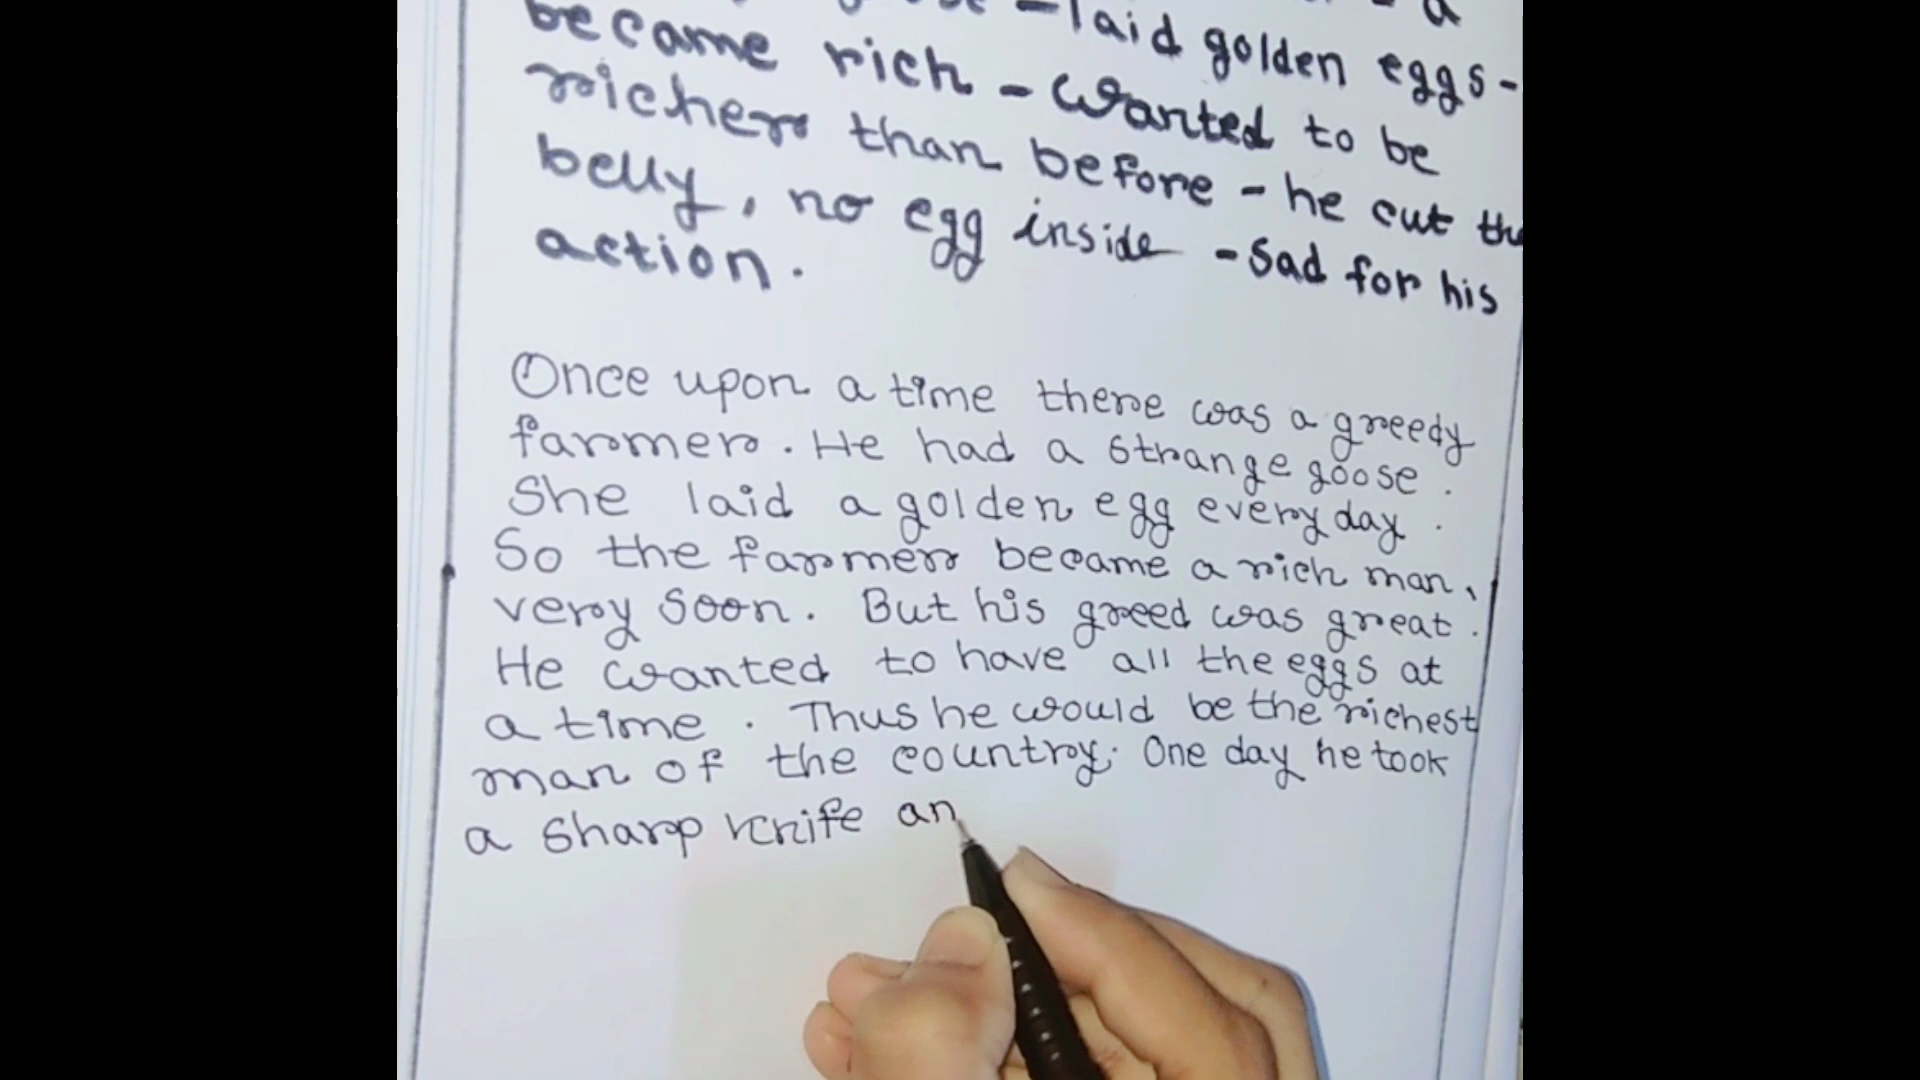 - laid golden eggs -
became rich - wanted to be
richer than before - he cut the
belly, no egg inside - sad for his
action.
Once upon a time there was a greedy
farmer. He had a strange goose.
She laid a golden egg everyday.
So the farmer became a rich man,
very soon. But his greed was great.
He wanted to have all the eggs at
a time. Thus he would be the richest
man of the country. One day he took
a sharp knife an